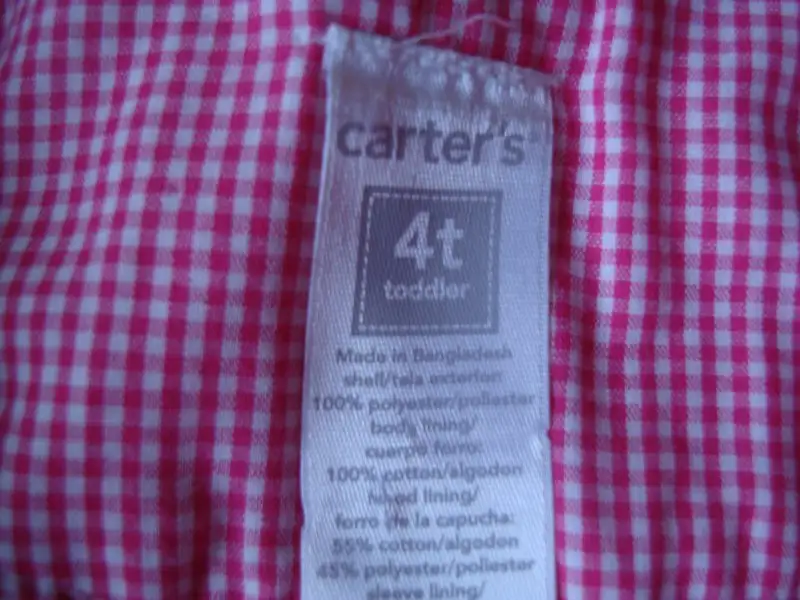 carter's
4t
toddler
Made in Bangladesh
shell/tela exterior:
100% polyester/poliester
body lining/
cuerpo forro:
100% cotton/algodon
hood lining/
forro de la capucha:
55% cotton/algodon
45% polyester/poliester
sleeve lining/